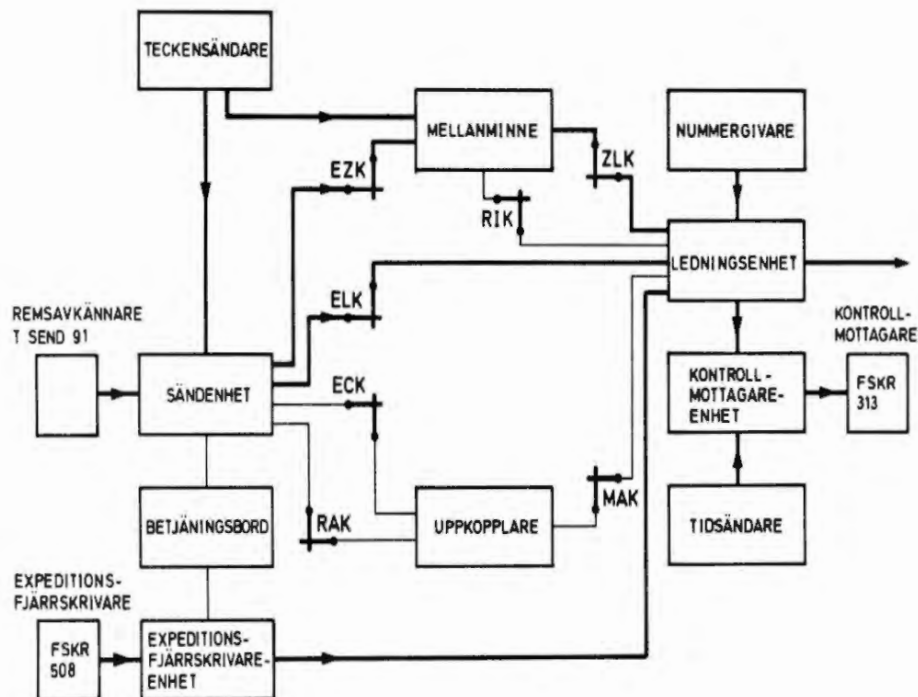 TECKENSÄNDARE
MELLANMINNE
NUMMERGIVARE
EZK
ZLK
RIK
LEDNINGSENHET
ELK
REMSAVKÄNNARE
T SEND 91
KONTROLL-
MOTTAGARE
SÄNDENHET
ECK
KONTROLL-
MOTTAGARE-
ENHET
FSKR
313
BETJÄNINGSBORD
RAK
UPPKOPPLARE
MAK
TIDSÄNDARE
EXPEDITIONS-
FJÄRRSKRIVARE
FSKR
508
EXPEDITIONS-
FJÄRRSKRIVARE-
ENHET